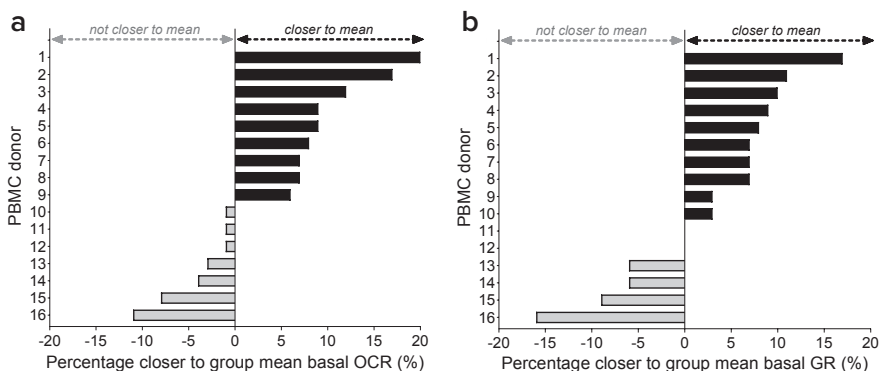 a
not closer to mean
closer to mean
PBMC donor
1
2
3
4
5
6
7
8
9
10
11
12
13
14
15
16
-20 -15 -10 -5 0 5 10 15 20
Percentage closer to group mean basal OCR (%)
b
not closer to mean
closer to mean
PBMC donor
1
2
3
4
5
6
7
8
9
10
11
12
13
14
15
16
-20 -15 -10 -5 0 5 10 15 20
Percentage closer to group mean basal GR (%)